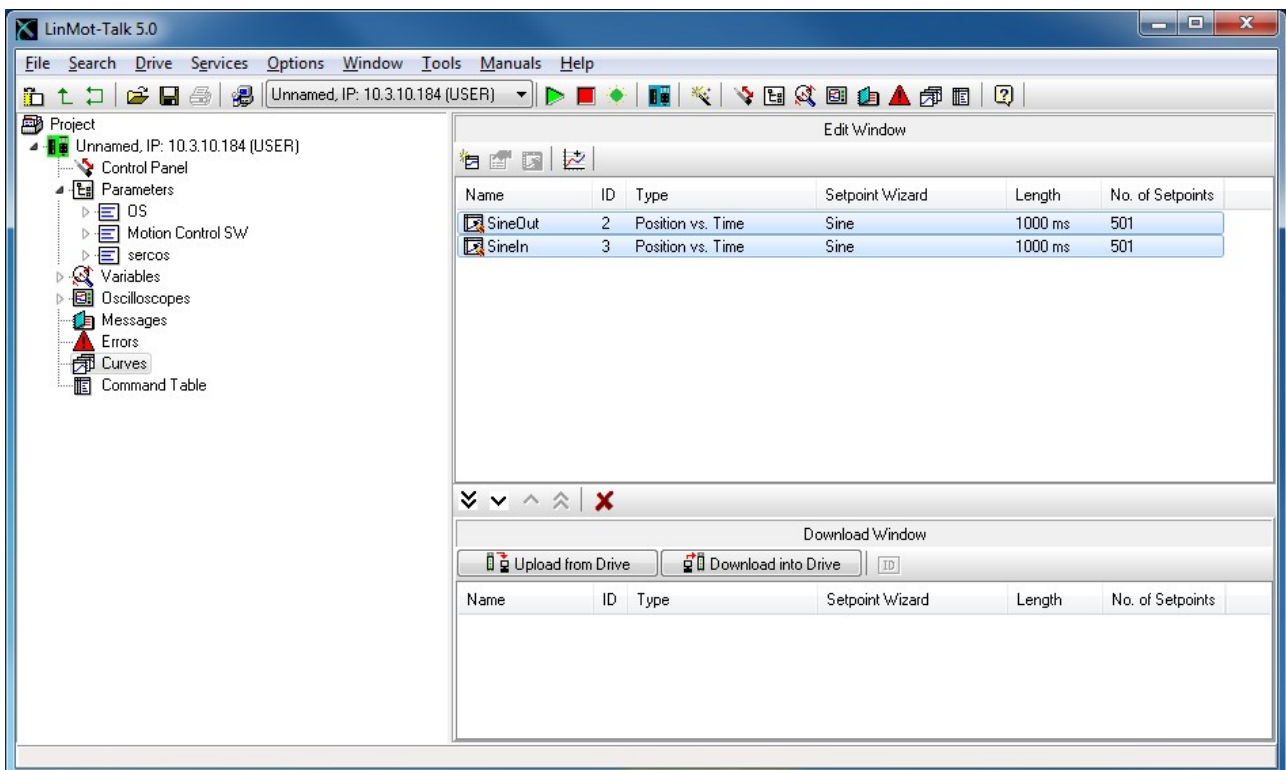 LinMot-Talk 5.0
File Search Drive Services Options Window Tools Manuals Help
Unnamed, IP: 10.3.10.184 (USER)
Project
Unnamed, IP: 10.3.10.184 (USER)
Control Panel
Parameters
OS
Motion Control SW
sercos
Variables
Oscilloscopes
Messages
Errors
Curves
Command Table
Edit Window
Name ID Type Setpoint Wizard Length No. of Setpoints
SineOut 2 Position vs. Time Sine 1000 ms 501
SineIn 3 Position vs. Time Sine 1000 ms 501
Download Window
Upload from Drive Download into Drive ID
Name ID Type Setpoint Wizard Length No. of Setpoints